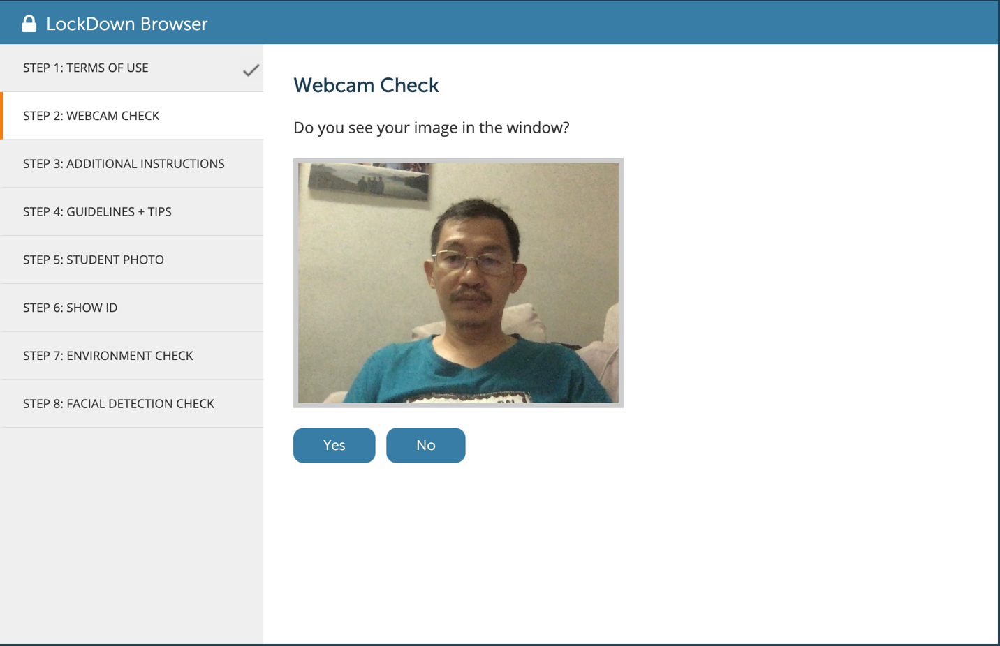 LockDown Browser
STEP 1: TERMS OF USE
STEP 2: WEBCAM CHECK
STEP 3: ADDITIONAL INSTRUCTIONS
STEP 4: GUIDELINES + TIPS
STEP 5: STUDENT PHOTO
STEP 6: SHOW ID
STEP 7: ENVIRONMENT CHECK
STEP 8: FACIAL DETECTION CHECK
Webcam Check
Do you see your image in the window?
Yes
No